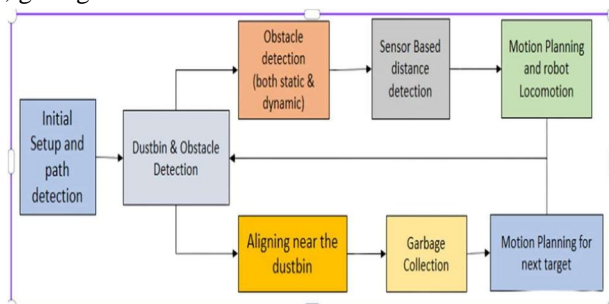 Obstacle
detection
(both static &
dynamic)
Sensor Based
distance
detection
Motion Planning
and robot
Locomotion
Initial
Setup and
path
detection
Dustbin & Obstacle
Detection
Aligning near the
dustbin
Garbage
Collection
Motion Planning for
next target